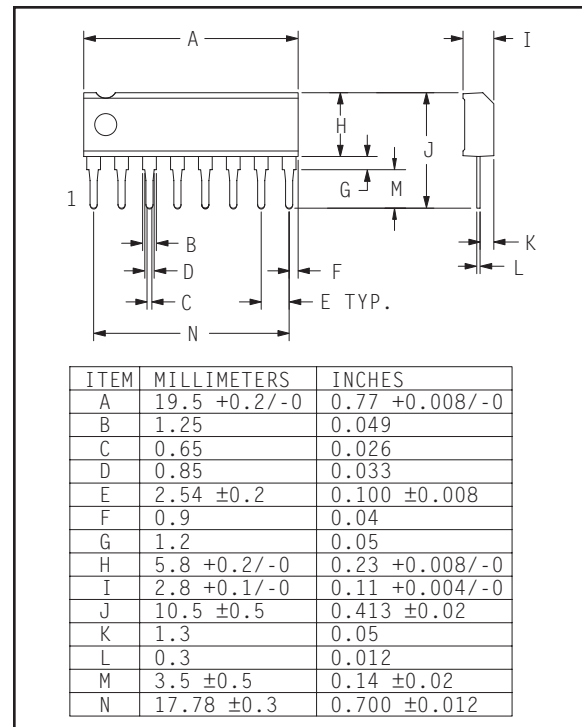 A
I
H
J
G
M
1
B
K
D
F
L
C
E TYP.
N
ITEM MILLIMETERS INCHES
A 19.5 +0.2/-0 0.77 +0.008/-0
B 1.25 0.049
C 0.65 0.026
D 0.85 0.033
E 2.54 ±0.2 0.100 ±0.008
F 0.9 0.04
G 1.2 0.05
H 5.8 +0.2/-0 0.23 +0.008/-0
I 2.8 +0.1/-0 0.11 +0.004/-0
J 10.5 ±0.5 0.413 ±0.02
K 1.3 0.05
L 0.3 0.012
M 3.5 ±0.5 0.14 ±0.02
N 17.78 ±0.3 0.700 ±0.012